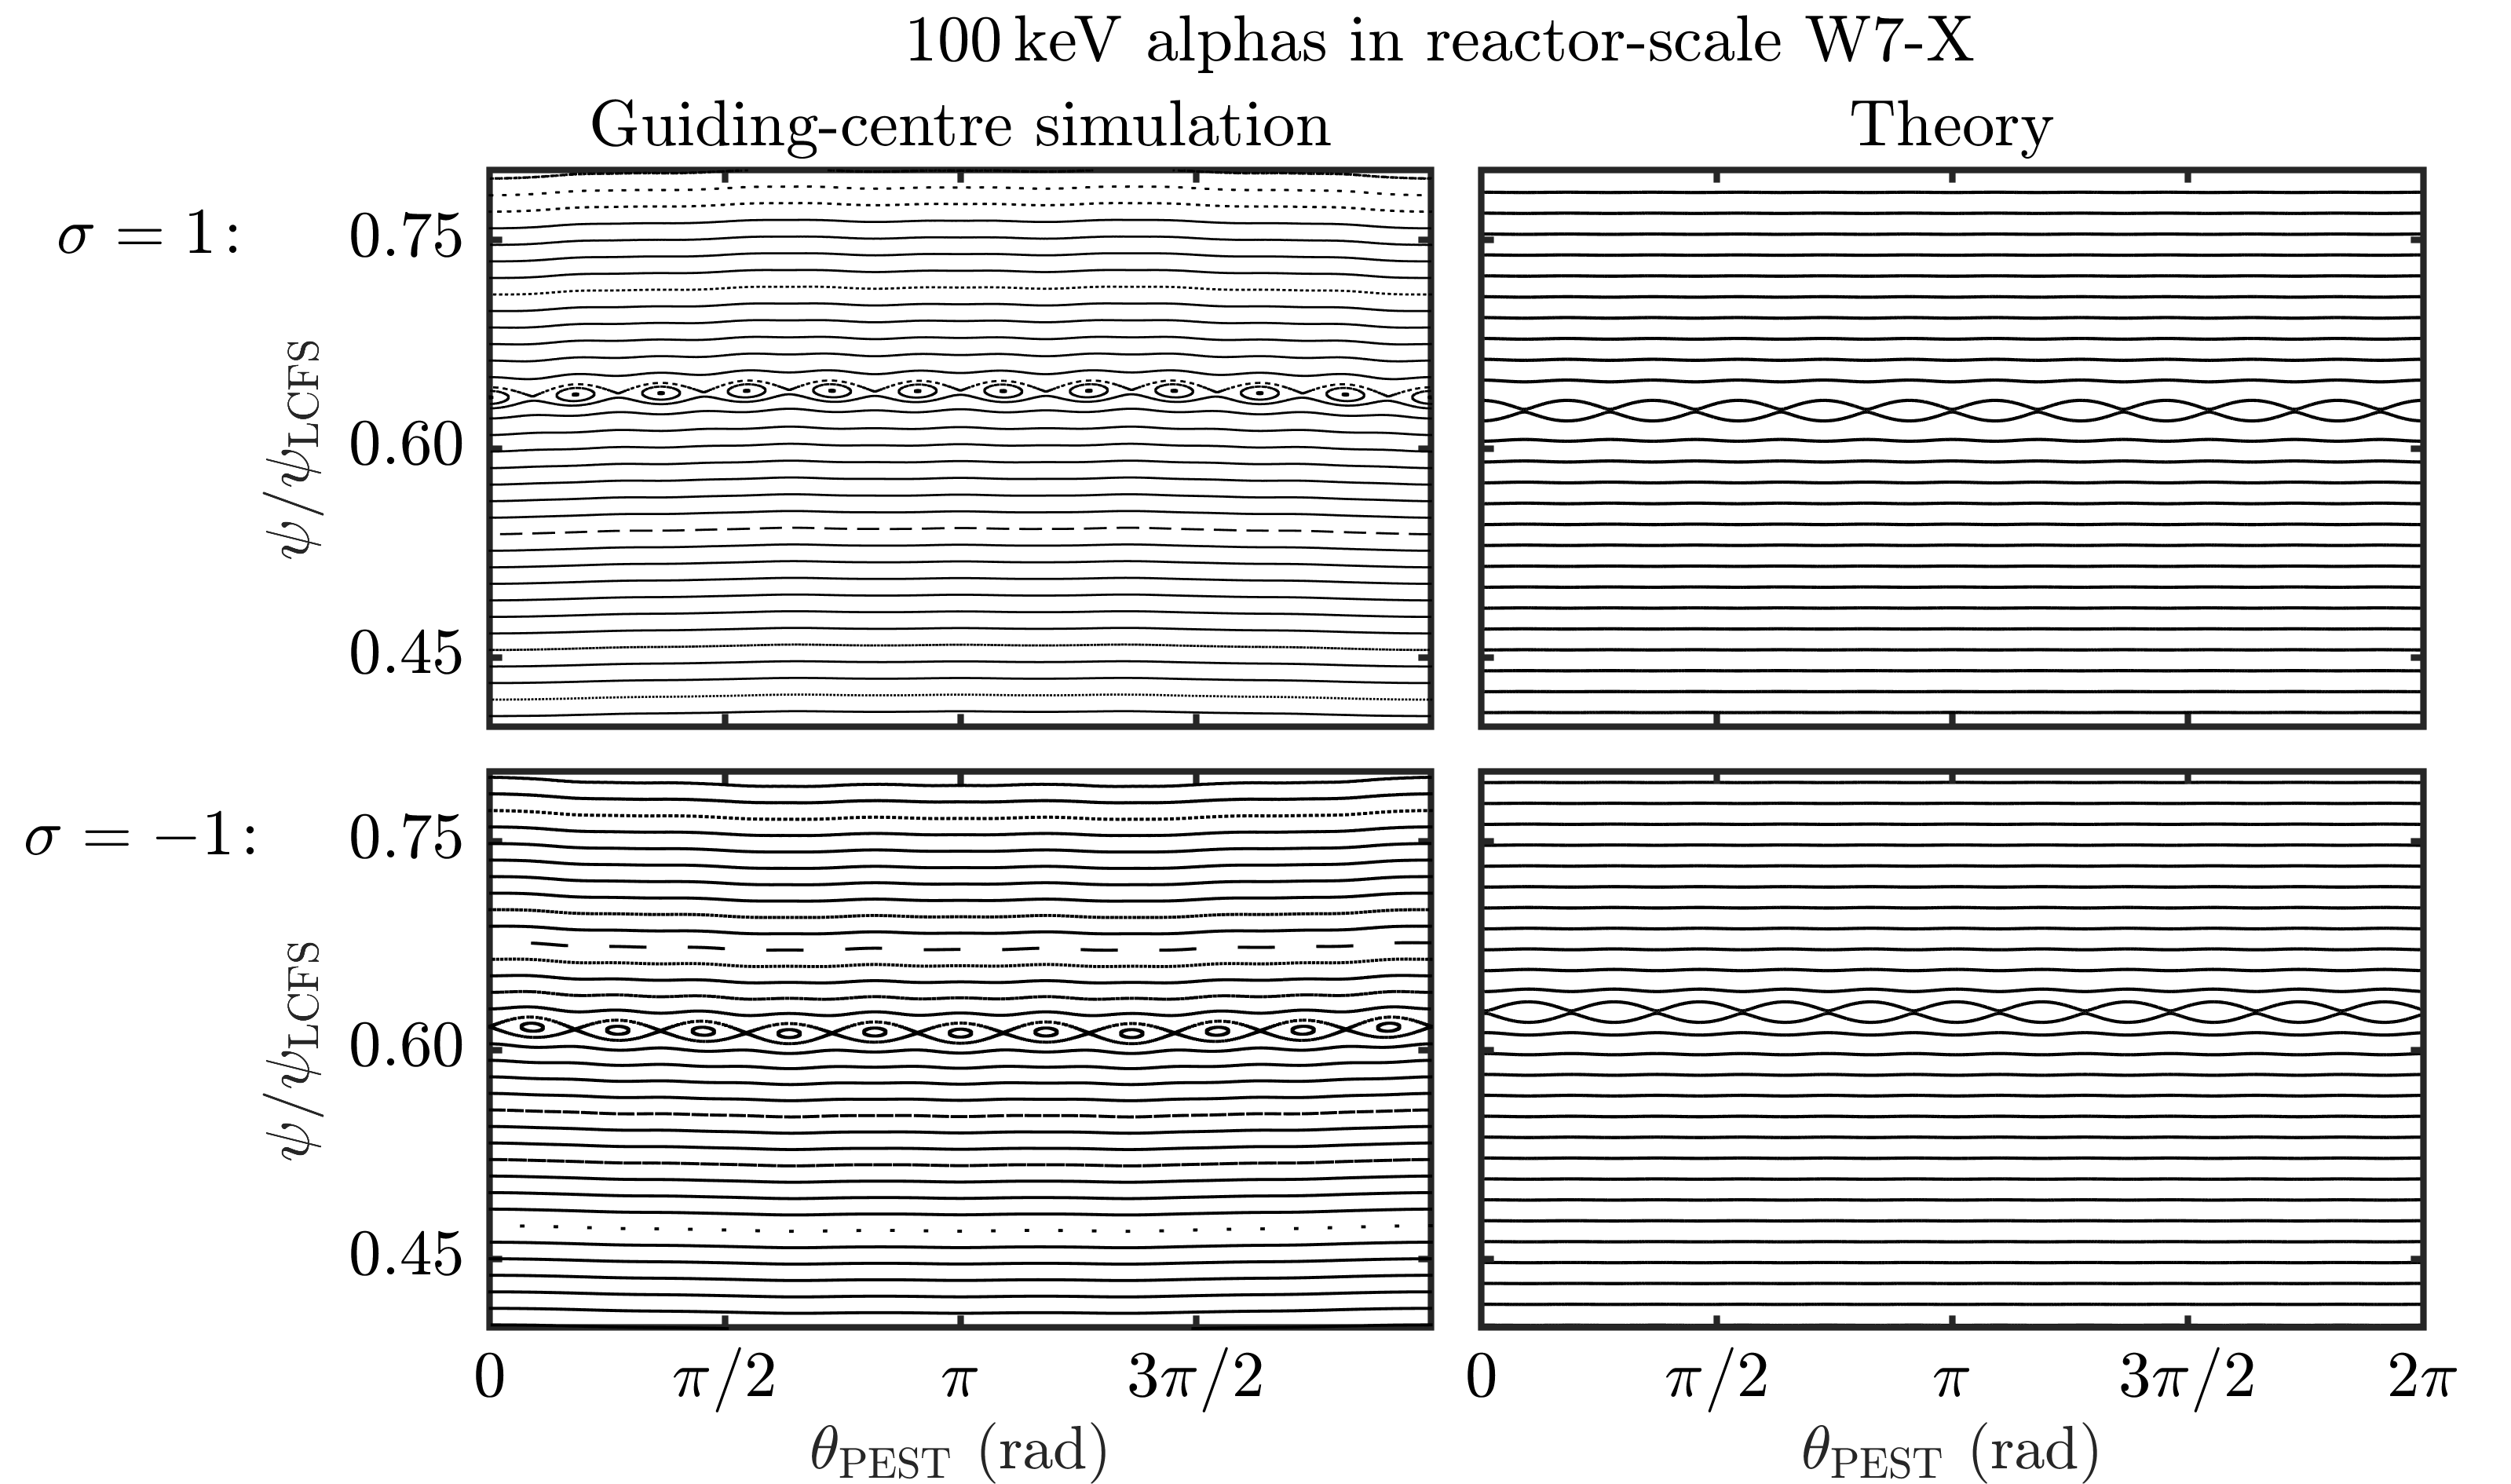 100 keV alphas in reactor-scale W7-X
Guiding-centre simulation
Theory
σ = 1:
0.75
0.60
0.45
ψ/ψLCFS
σ = −1:
0.75
0.60
0.45
ψ/ψLCFS
0 π/2 π 3π/2
0 π/2 π 3π/2 2π
θPEST (rad)
θPEST (rad)